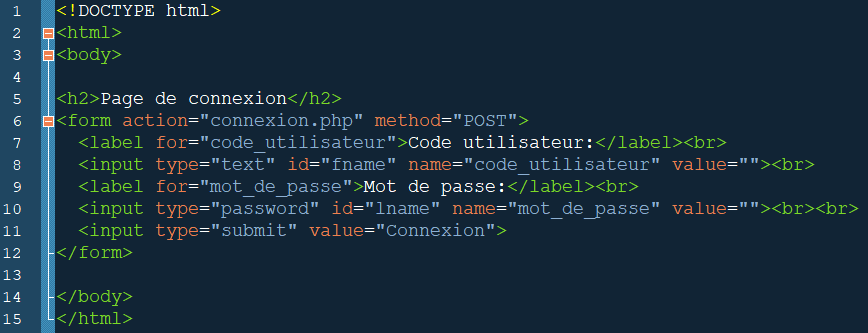 1 <!DOCTYPE html>
2 <html>
3 <body>
4
5 <h2>Page de connexion</h2>
6 <form action="connexion.php" method="POST">
7   <label for="code_utilisateur">Code utilisateur:</label><br>
8   <input type="text" id="fname" name="code_utilisateur" value=""><br>
9   <label for="mot_de_passe">Mot de passe:</label><br>
10   <input type="password" id="lname" name="mot_de_passe" value=""><br><br>
11   <input type="submit" value="Connexion">
12 </form>
13
14 </body>
15 </html>